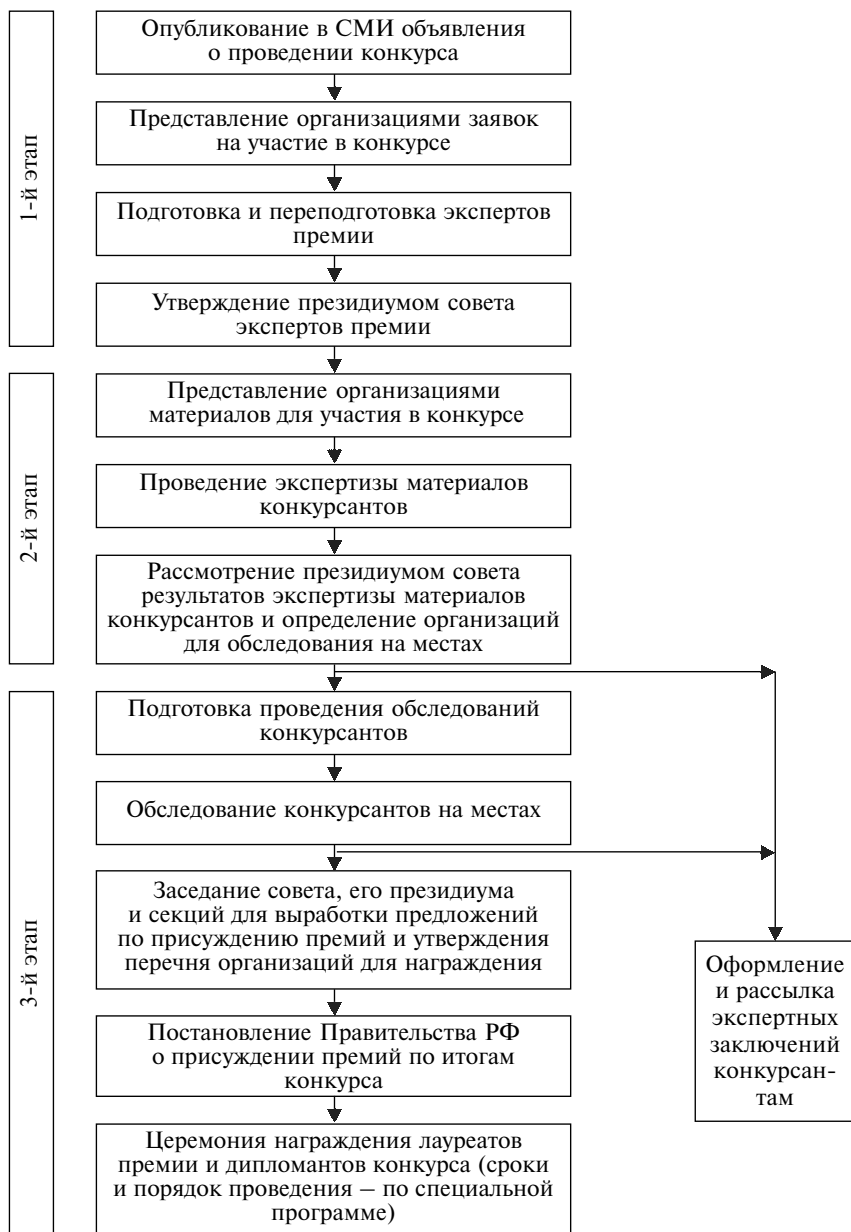 Опубликование в СМИ объявления
о проведении конкурса
1-й этап
Представление организациями заявок
на участие в конкурсе
Подготовка и переподготовка экспертов
премии
Утверждение президиумом совета
экспертов премии
2-й этап
Представление организациями
материалов для участия в конкурсе
Проведение экспертизы материалов
конкурсантов
Рассмотрение президиумом совета
результатов экспертизы материалов
конкурсантов и определение организаций
для обследования на местах
3-й этап
Подготовка проведения обследований
конкурсантов
Обследование конкурсантов на местах
Заседание совета, его президиума
и секций для выработки предложений
по присуждению премий и утверждения
перечня организаций для награждения
Постановление Правительства РФ
о присуждении премий по итогам
конкурса
Церемония награждения лауреатов
премии и дипломантов конкурса (сроки
и порядок проведения – по специальной
программе)
Оформление
и рассылка
экспертных
заключений
конкурсан-
там